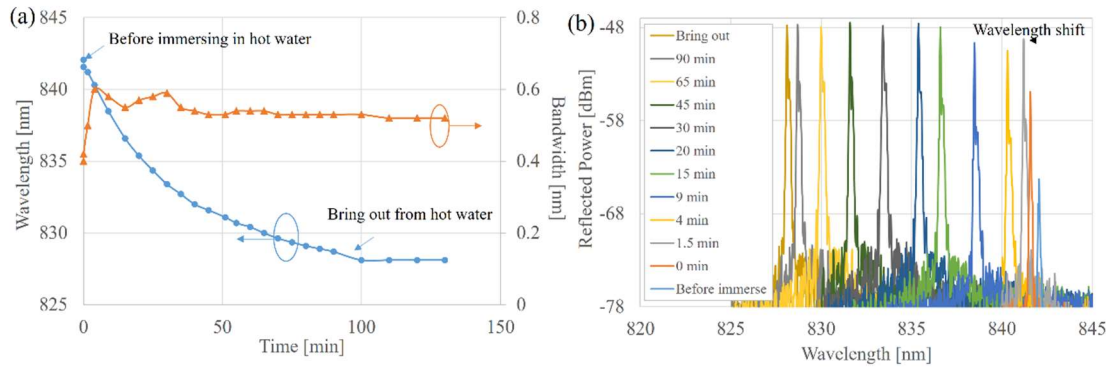 (a)
845
840
835
830
825
Wavelength [nm]
0
50
100
150
Time [min]
0.8
0.6
0.4
0.2
0
Bandwidth [nm]
Before immersing in hot water
Bring out from hot water
(b)
-48
-58
-68
-78
Reflected Power [dBm]
820
825
830
835
840
845
Wavelength [nm]
Wavelength shift
Bring out
90 min
65 min
45 min
30 min
20 min
15 min
9 min
4 min
1.5 min
0 min
Before immerse